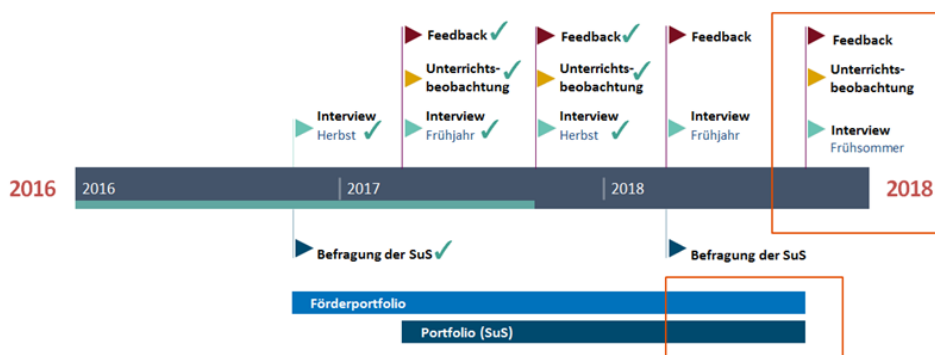 Feedback
Feedback
Feedback
Feedback
Unterrichts-
beobachtung
Unterrichts-
beobachtung
Unterrichts-
beobachtung
Interview
Herbst
Interview
Frühjahr
Interview
Herbst
Interview
Frühjahr
Interview
Frühsommer
2016
2016
2017
2018
2018
Befragung der SuS
Befragung der SuS
Förderportfolio
Portfolio (SuS)